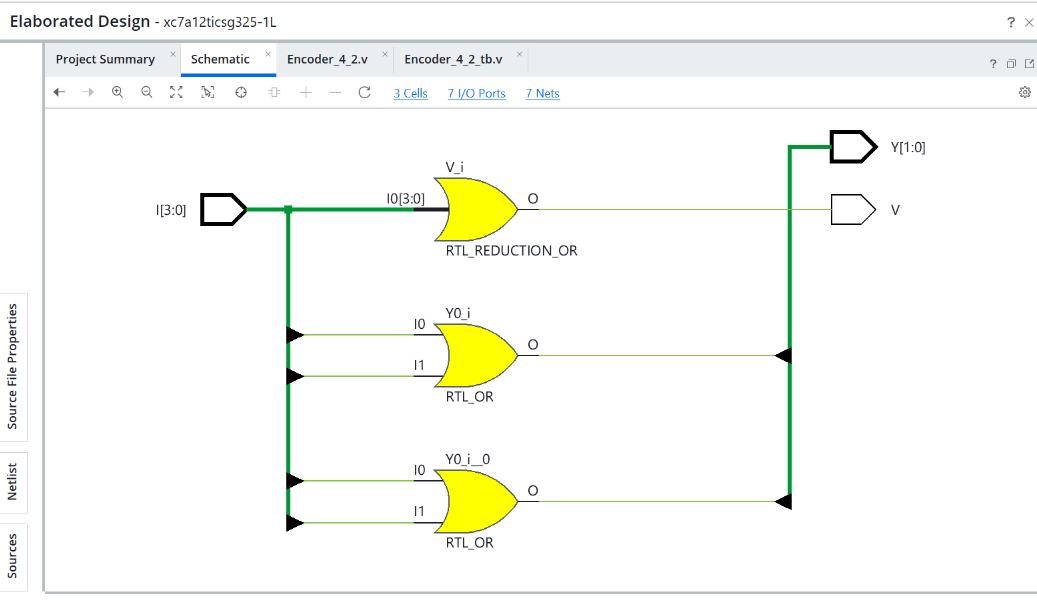 Elaborated Design - xc7a12ticsg325-1L
? ×
Project Summary × Schematic × Encoder_4_2.v × Encoder_4_2_tb.v ×
?
3 Cells 7 I/O Ports 7 Nets
V_i
I[3:0]
I0[3:0]
O
RTL_REDUCTION_OR
Y[1:0]
V
Y0_i
I0
I1
O
RTL_OR
Y0_i__0
I0
I1
O
RTL_OR
Source File Properties
Netlist
Sources